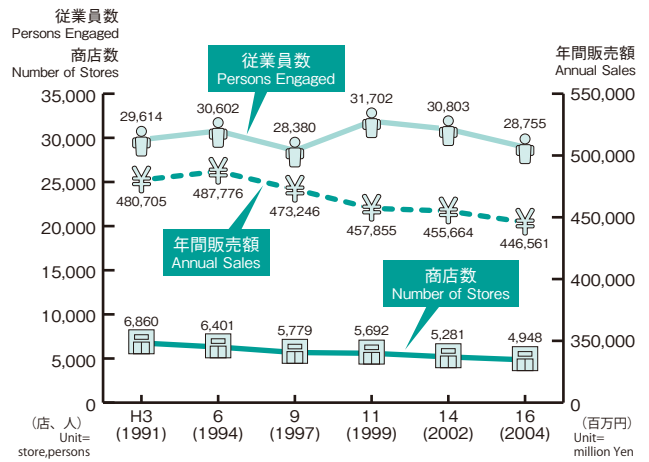 従業員数
Persons Engaged
商店数
Number of Stores
年間販売額
Annual Sales
従業員数
Persons Engaged
35,000
30,000
25,000
20,000
15,000
10,000
5,000
0
550,000
500,000
450,000
400,000
350,000
0
29,614
30,602
28,380
31,702
30,803
28,755
480,705
487,776
473,246
457,855
455,664
446,561
年間販売額
Annual Sales
商店数
Number of Stores
6,860
6,401
5,779
5,692
5,281
4,948
H3
(1991)
6
(1994)
9
(1997)
11
(1999)
14
(2002)
16
(2004)
（店、人）
Unit=
store,persons
（百万円）
Unit=
million Yen